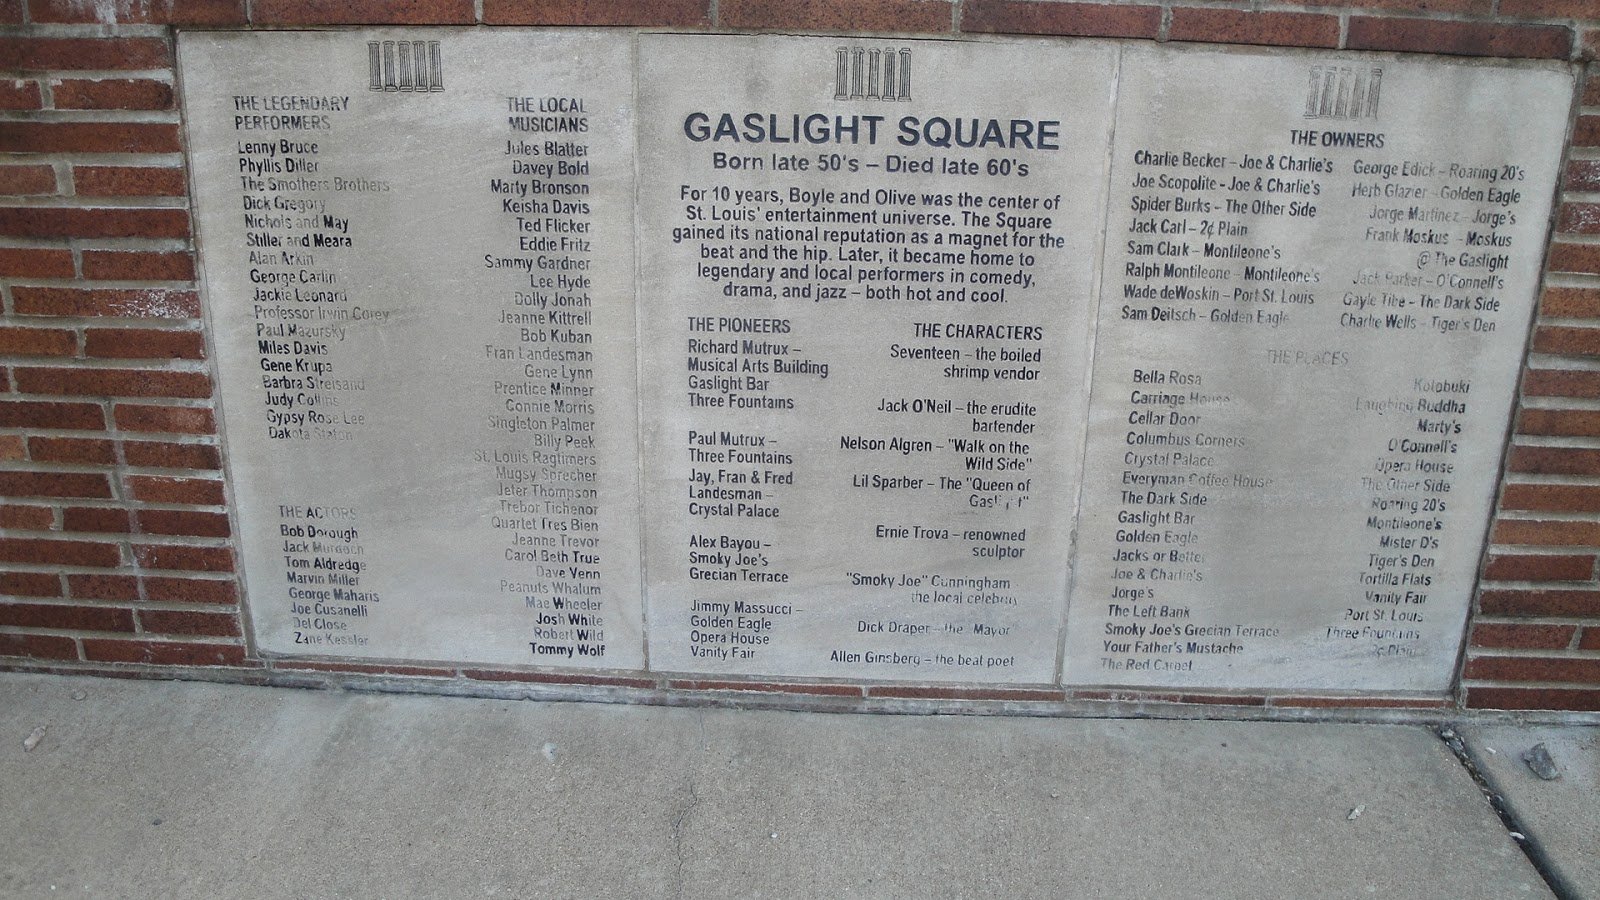 THE LEGENDARY
PERFORMERS
Lenny Bruce
Phyllis Diller
The Smothers Brothers
Dick Gregory
Nichols and May
Stiller and Meara
Alan Arkin
George Carlin
Jackie Leonard
Professor Irwin Corey
Paul Mazursky
Miles Davis
Gene Krupa
Barbra Streisand
Judy Collins
Gypsy Rose Lee
Dakota Staton
THE ACTORS
Bob Dorough
Jack Murdoch
Tom Aldredge
Marvin Miller
George Maharis
Joe Cusanelli
Del Close
Zane Kessler
THE LOCAL
MUSICIANS
Jules Blatter
Davey Bold
Marty Bronson
Keisha Davis
Ted Flicker
Eddie Fritz
Sammy Gardner
Lee Hyde
Dolly Jonah
Jeanne Kittrell
Bob Kuban
Fran Landesman
Gene Lynn
Prentice Minner
Connie Morris
Singleton Palmer
Billy Peek
St. Louis Ragtimers
Mugsy Sprecher
Jeter Thompson
Trebor Tichenor
Quartet Tres Bien
Jeanne Trevor
Carol Beth True
Dave Venn
Peanuts Whalum
Mae Wheeler
Josh White
Robert Wild
Tommy Wolf
GASLIGHT SQUARE
Born late 50's – Died late 60's
For 10 years, Boyle and Olive was the center of
St. Louis' entertainment universe. The Square
gained its national reputation as a magnet for the
beat and the hip. Later, it became home to
legendary and local performers in comedy,
drama, and jazz – both hot and cool.
THE PIONEERS
Richard Mutrux –
Musical Arts Building
Gaslight Bar
Three Fountains
Paul Mutrux –
Three Fountains
Jay, Fran & Fred
Landesman –
Crystal Palace
Alex Bayou –
Smoky Joe's
Grecian Terrace
Jimmy Massucci –
Golden Eagle
Opera House
Vanity Fair
THE CHARACTERS
Seventeen – the boiled
shrimp vendor
Jack O'Neil – the erudite
bartender
Nelson Algren – "Walk on the
Wild Side"
Lil Sparber – The "Queen of
Gaslight"
Ernie Trova – renowned
sculptor
"Smoky Joe" Cunningham -
the local celebrity
Dick Draper – the "Mayor"
Allen Ginsberg – the beat poet
THE OWNERS
Charlie Becker – Joe & Charlie's
Joe Scopolite - Joe & Charlie's
Spider Burks – The Other Side
Jack Carl – 2¢ Plain
Sam Clark – Montileone's
Ralph Montileone – Montileone's
Wade deWoskin – Port St. Louis
Sam Deitsch – Golden Eagle
George Edick – Roaring 20's
Herb Glazier – Golden Eagle
Jorge Martinez – Jorge's
Frank Moskus – Moskus
@ The Gaslight
Jack Parker – O'Connell's
Gayle Tibe – The Dark Side
Charlie Wells – Tiger's Den
THE PLACES
Bella Rosa
Carriage House
Cellar Door
Columbus Corners
Crystal Palace
Everyman Coffee House
The Dark Side
Gaslight Bar
Golden Eagle
Jacks or Better
Joe & Charlie's
Jorge's
The Left Bank
Smoky Joe's Grecian Terrace
Your Father's Mustache
The Red Carpet
Kotobuki
Laughing Buddha
Marty's
O'Connell's
Opera House
The Other Side
Roaring 20's
Montileone's
Mister D's
Tiger's Den
Tortilla Flats
Vanity Fair
Port St. Louis
Three Fountains
2¢ Plain